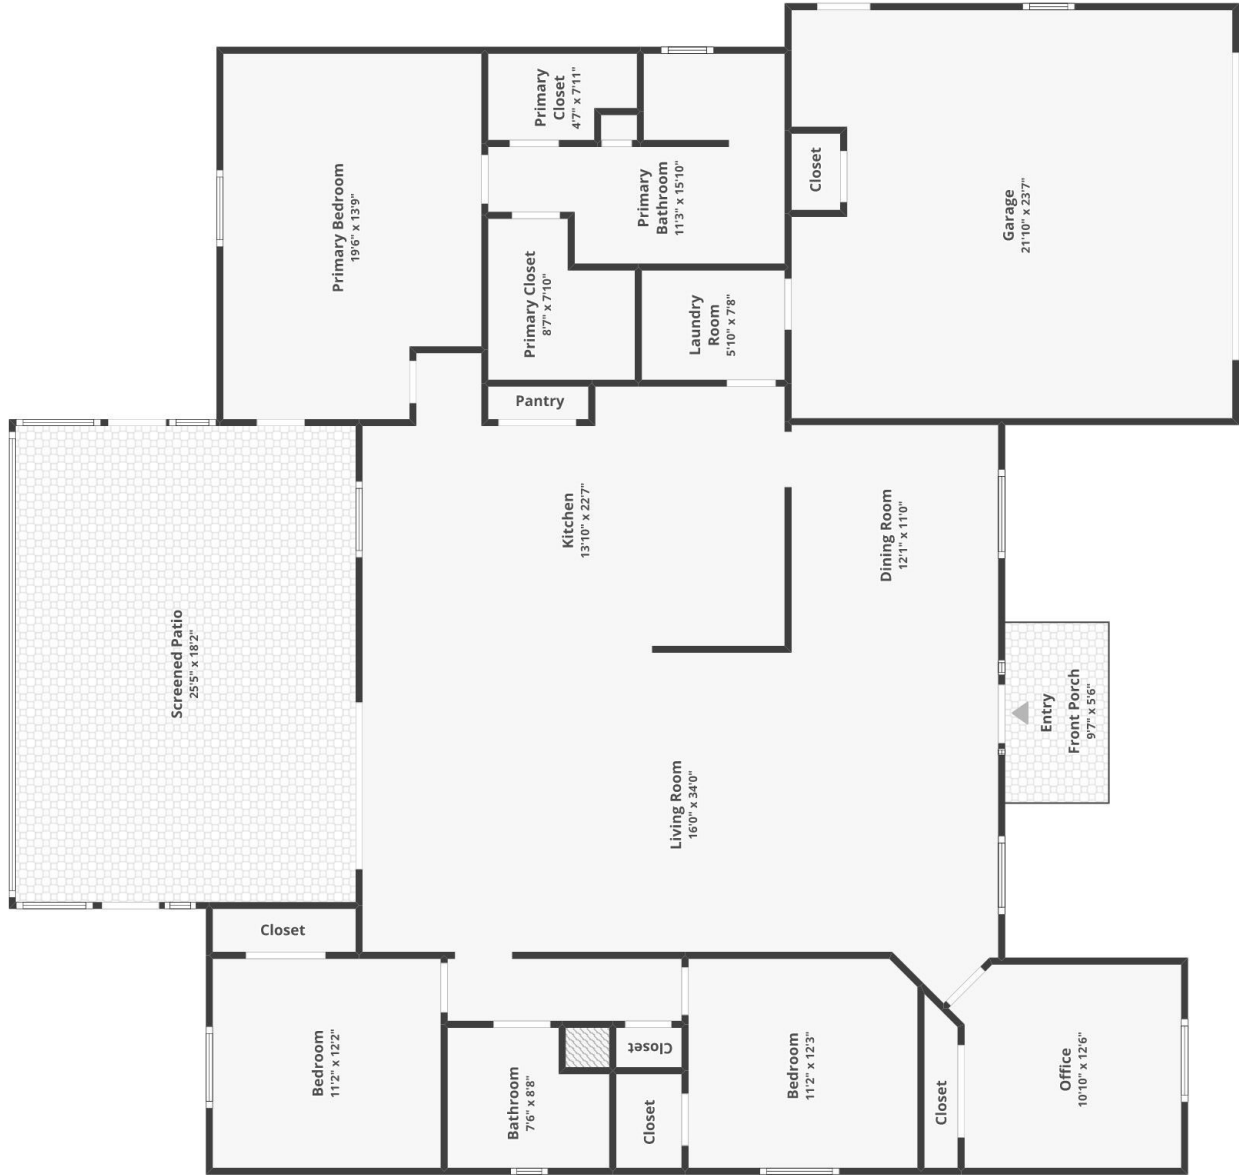 Primary
Closet
4'7" x 7'11"
Primary Bedroom
19'6" x 13'9"
Primary
Bathroom
11'3" x 15'10"
Closet
Garage
21'10" x 23'7"
Primary Closet
8'7" x 7'10"
Laundry
Room
5'10" x 7'8"
Pantry
Kitchen
13'10" x 22'7"
Dining Room
12'1" x 11'0"
Screened Patio
25'5" x 18'2"
Entry
Front Porch
9'7" x 5'6"
Living Room
16'0" x 34'0"
Closet
Bedroom
11'2" x 12'2"
Bathroom
7'6" x 8'8"
Closet
Closet
Bedroom
11'2" x 12'3"
Closet
Office
10'10" x 12'6"